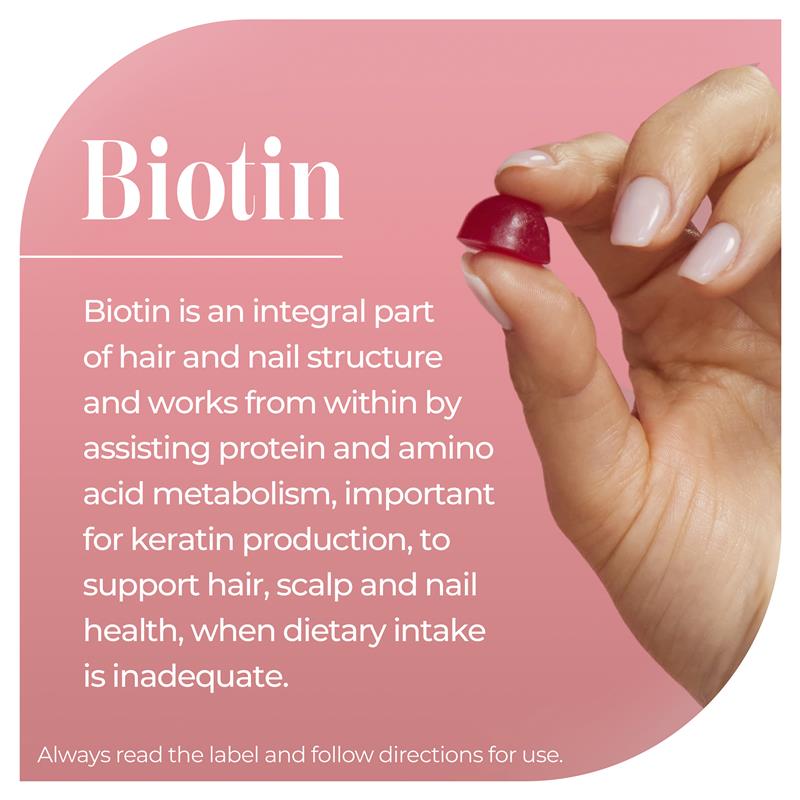 Biotin
Biotin is an integral part
of hair and nail structure
and works from within by
assisting protein and amino
acid metabolism, important
for keratin production, to
support hair, scalp and nail
health, when dietary intake
is inadequate.
Always read the label and follow directions for use.